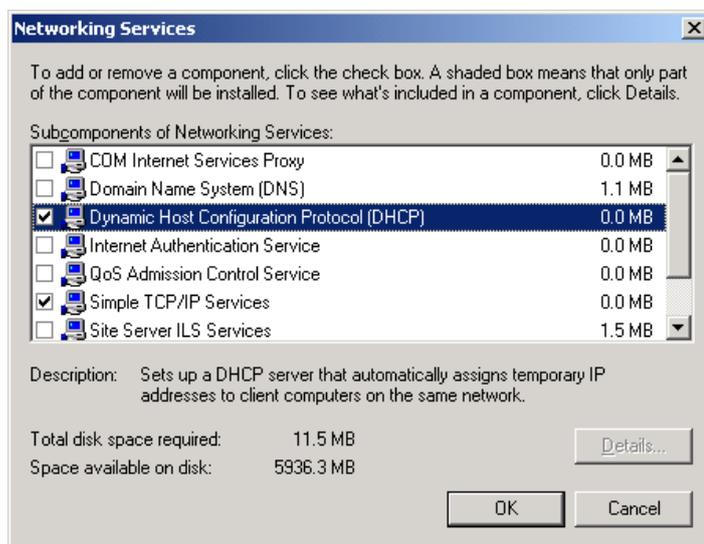 Networking Services
To add or remove a component, click the check box. A shaded box means that only part
of the component will be installed. To see what's included in a component, click Details.
Subcomponents of Networking Services:
COM Internet Services Proxy 0.0 MB
Domain Name System (DNS) 1.1 MB
Dynamic Host Configuration Protocol (DHCP) 0.0 MB
Internet Authentication Service 0.0 MB
QoS Admission Control Service 0.0 MB
Simple TCP/IP Services 0.0 MB
Site Server ILS Services 1.5 MB
Description: Sets up a DHCP server that automatically assigns temporary IP
addresses to client computers on the same network.
Total disk space required: 11.5 MB
Details...
Space available on disk: 5936.3 MB
OK Cancel